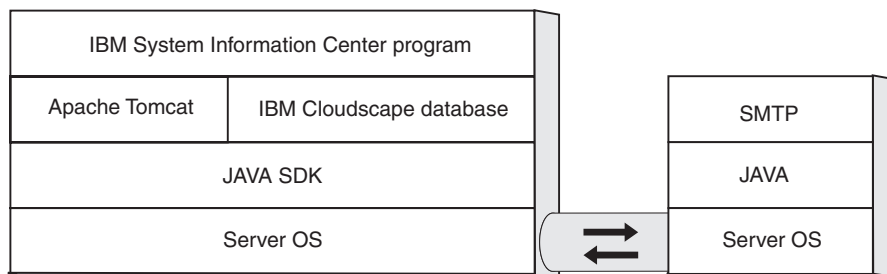 IBM System Information Center program
Apache Tomcat
IBM Cloudscape database
SMTP
JAVA SDK
JAVA
Server OS
Server OS